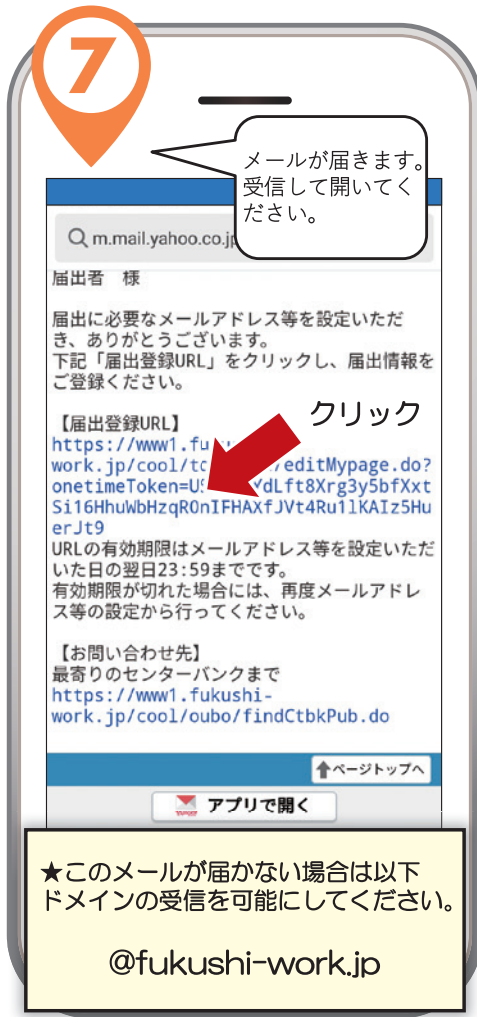 7
メールが届きます。
受信して開いてく
ださい。
m.mail.yahoo.co.jp
届出者　様
届出に必要なメールアドレス等を設定いただ
き、ありがとうございます。
下記「届出登録URL」をクリックし、届出情報を
ご登録ください。
クリック
【届出登録URL】
https://www1.fu
work.jp/cool/to /editMypage.do?
onetimeToken=U YdLft8Xrg3y5bfXxt
Si16HhuWbHzqROnIFHAXfJVt4Ru1lKAIz5Hu
erJt9
URLの有効期限はメールアドレス等を設定いただ
いた日の翌日23:59までです。
有効期限が切れた場合には、再度メールアドレ
ス等の設定から行ってください。
【お問い合わせ先】
最寄りのセンターバンクまで
https://www1.fukushi-
work.jp/cool/oubo/findCtbkPub.do
ページトップへ
アプリで開く
★このメールが届かない場合は以下
ドメインの受信を可能にしてください。
@fukushi-work.jp